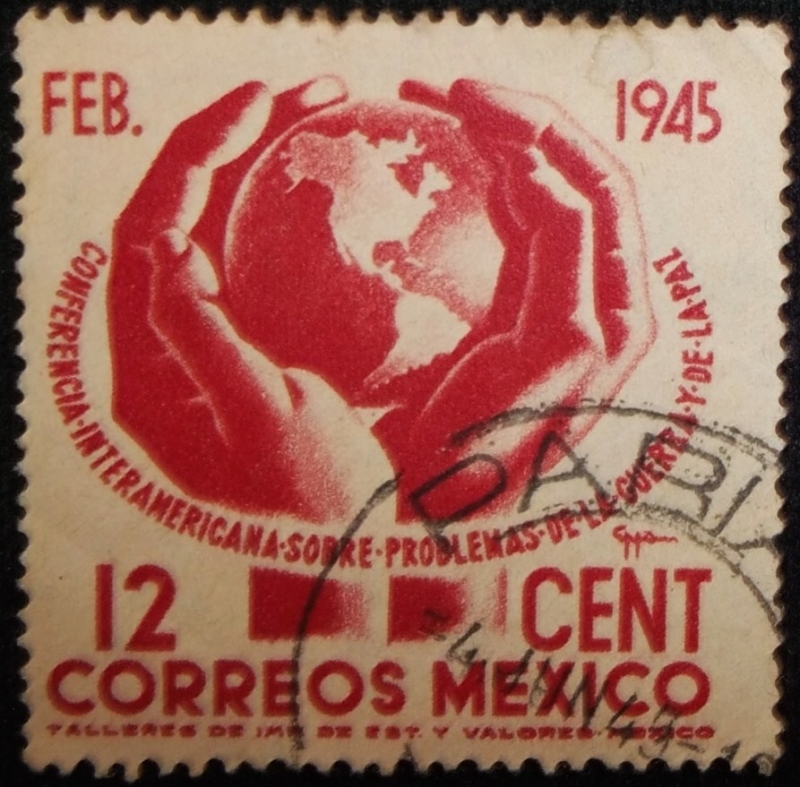 FEB. 1945
CONFERENCIA·INTERAMERICANA·SOBRE·PROBLEMAS·DE·LA·GUERRA·Y·DE·LA·PAZ
12 CENT
CORREOS MEXICO
TALLERES DE IMP. DE EST. Y VALORES-MEXICO